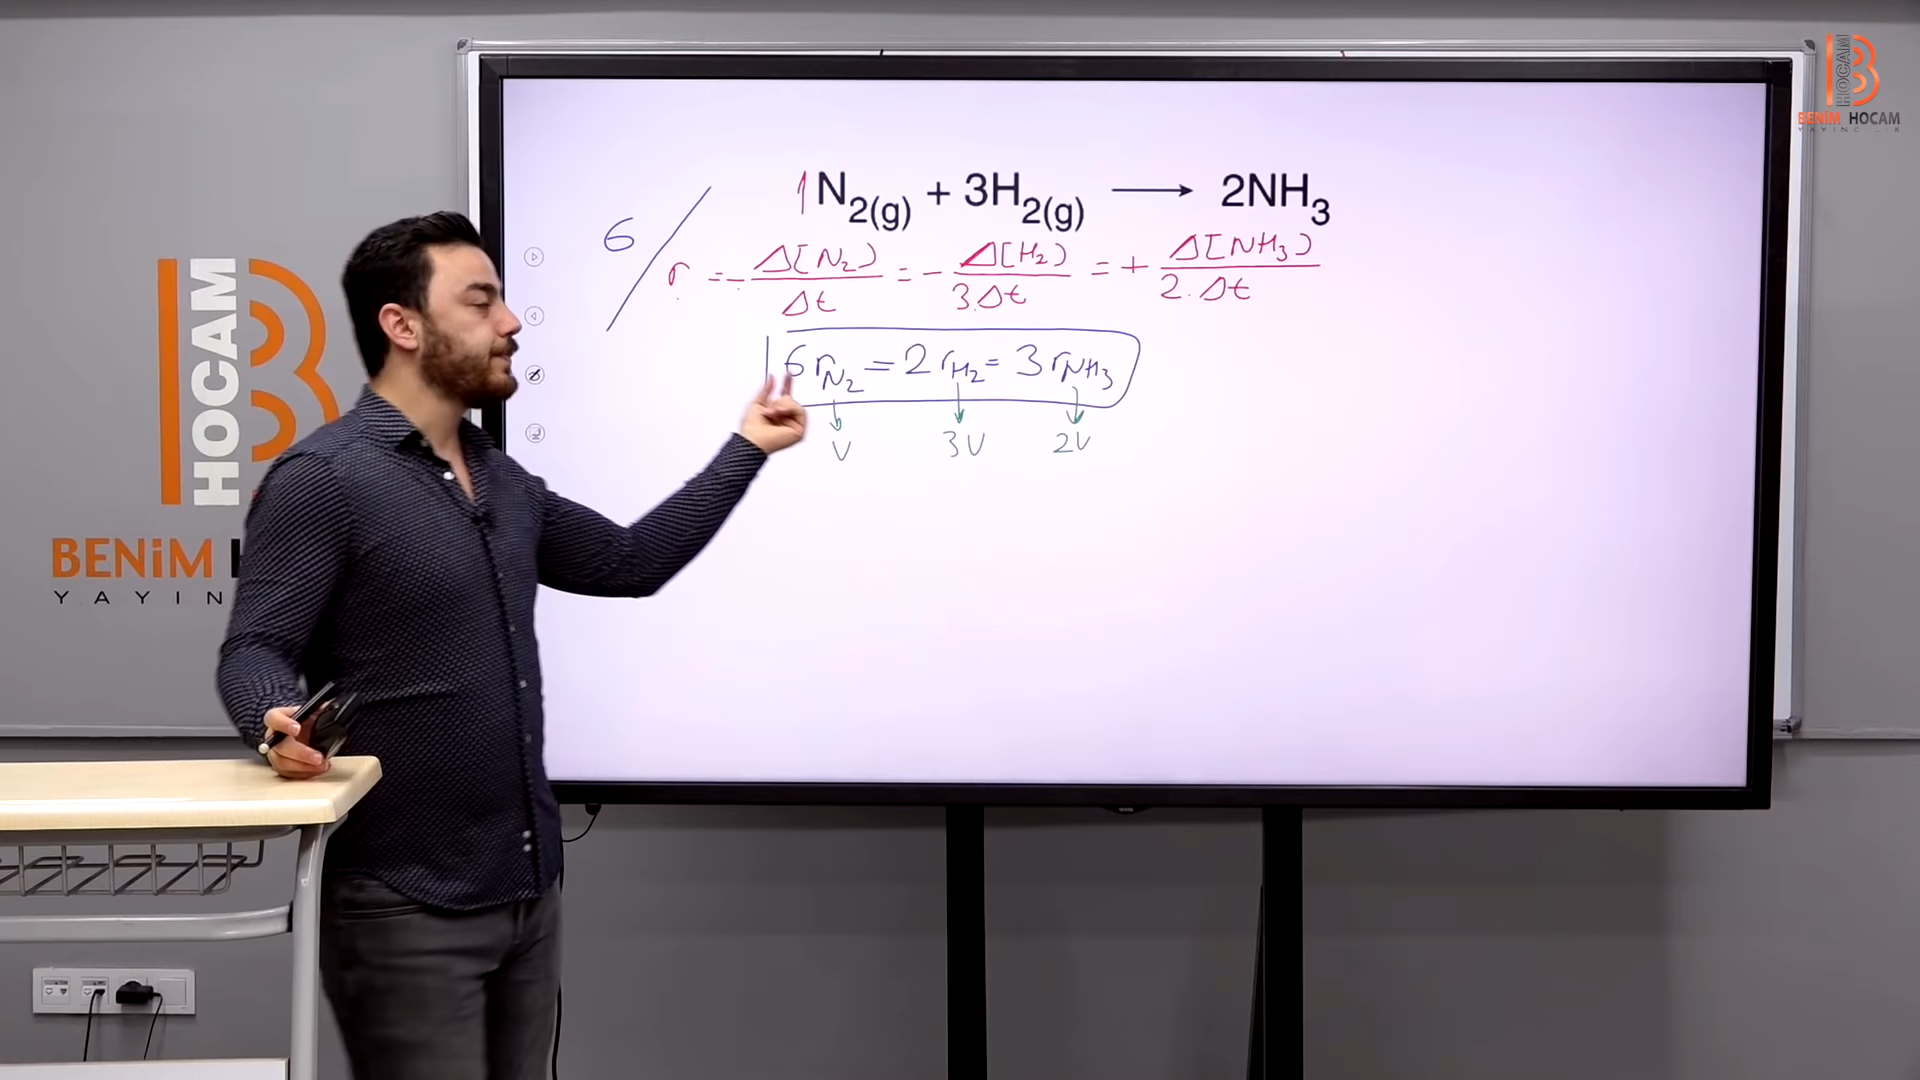 B HOCAM
BENİM HOCAM
1N2(g) + 3H2(g) ⟶ 2NH3
6 /
r = - Δ[N2]/Δt = - Δ[H2]/3.Δt = + Δ[NH3]/2.Δt
6 rN2 = 2 rH2 = 3 rNH3
V 3V 2V
HOCAM
BENİM H
YAYIN